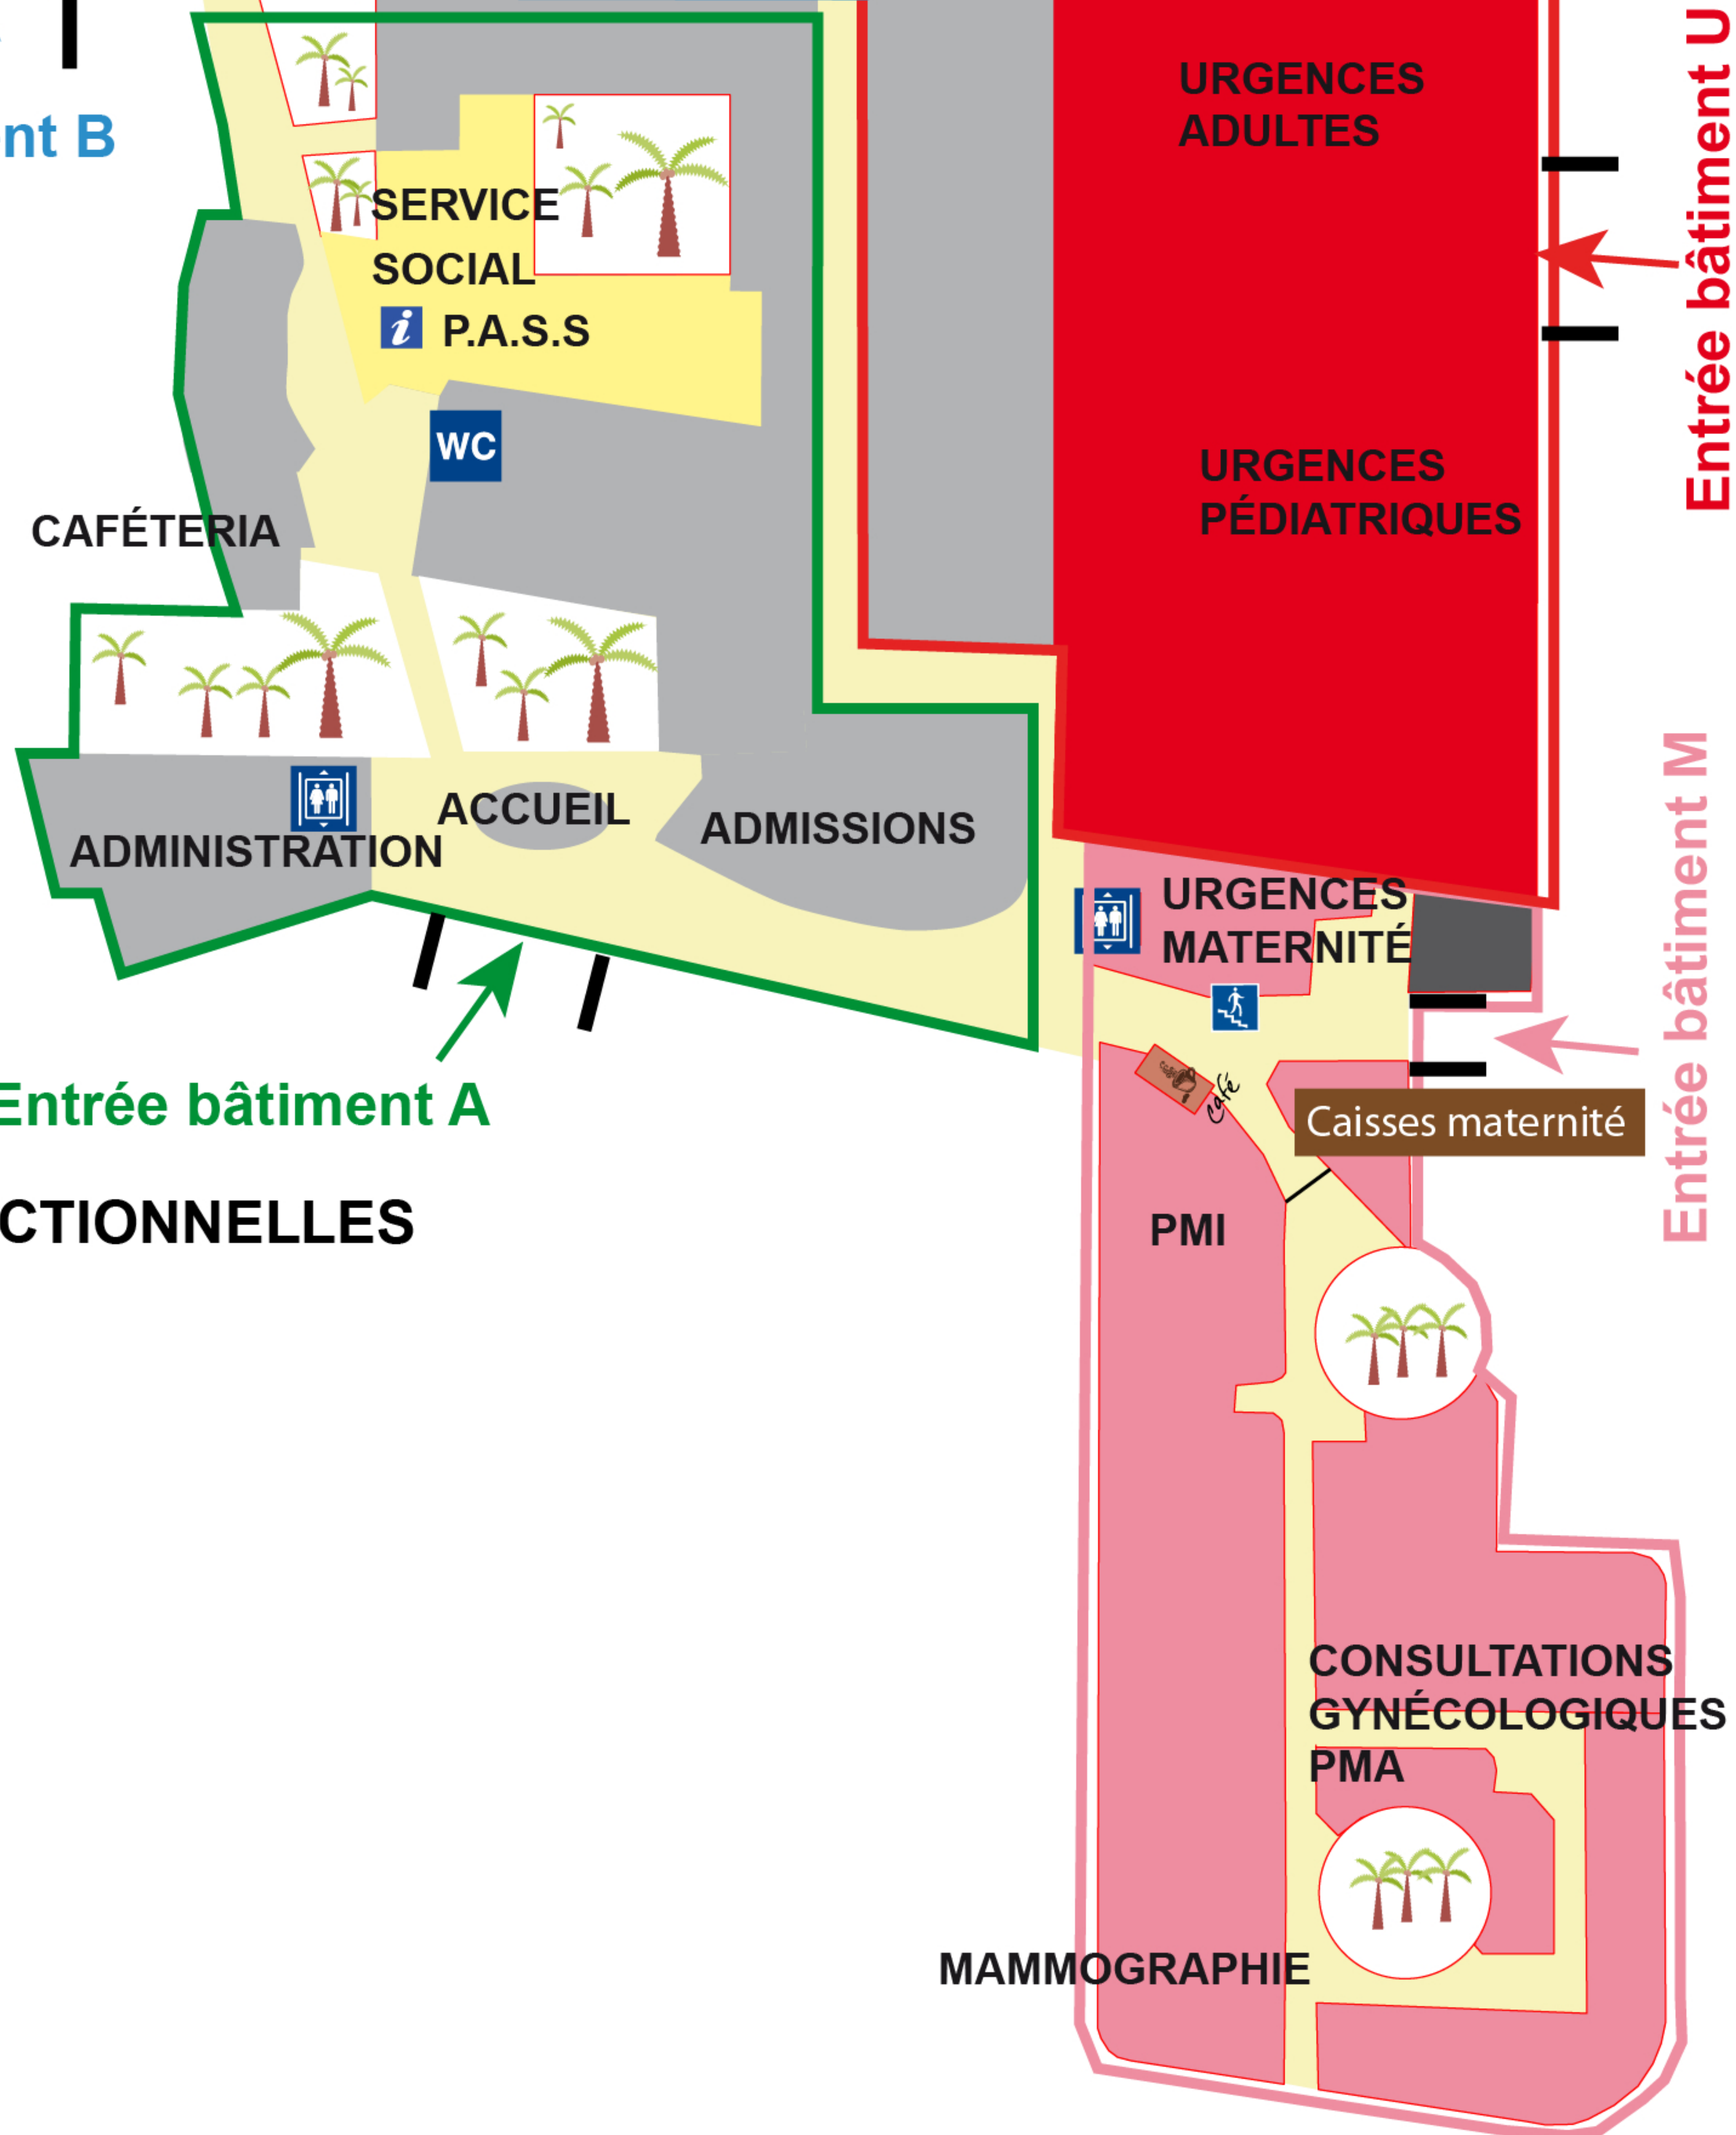 nt B
URGENCES
ADULTES
Entrée bâtiment U
SERVICE
SOCIAL
i P.A.S.S
WC
URGENCES
PÉDIATRIQUES
CAFÉTERIA
ACCUEIL
ADMISSIONS
ADMINISTRATION
URGENCES
MATERNITÉ
Entrée bâtiment M
Entrée bâtiment A
Café
Caisses maternité
CTIONNELLES
PMI
CONSULTATIONS
GYNÉCOLOGIQUES
PMA
MAMMOGRAPHIE